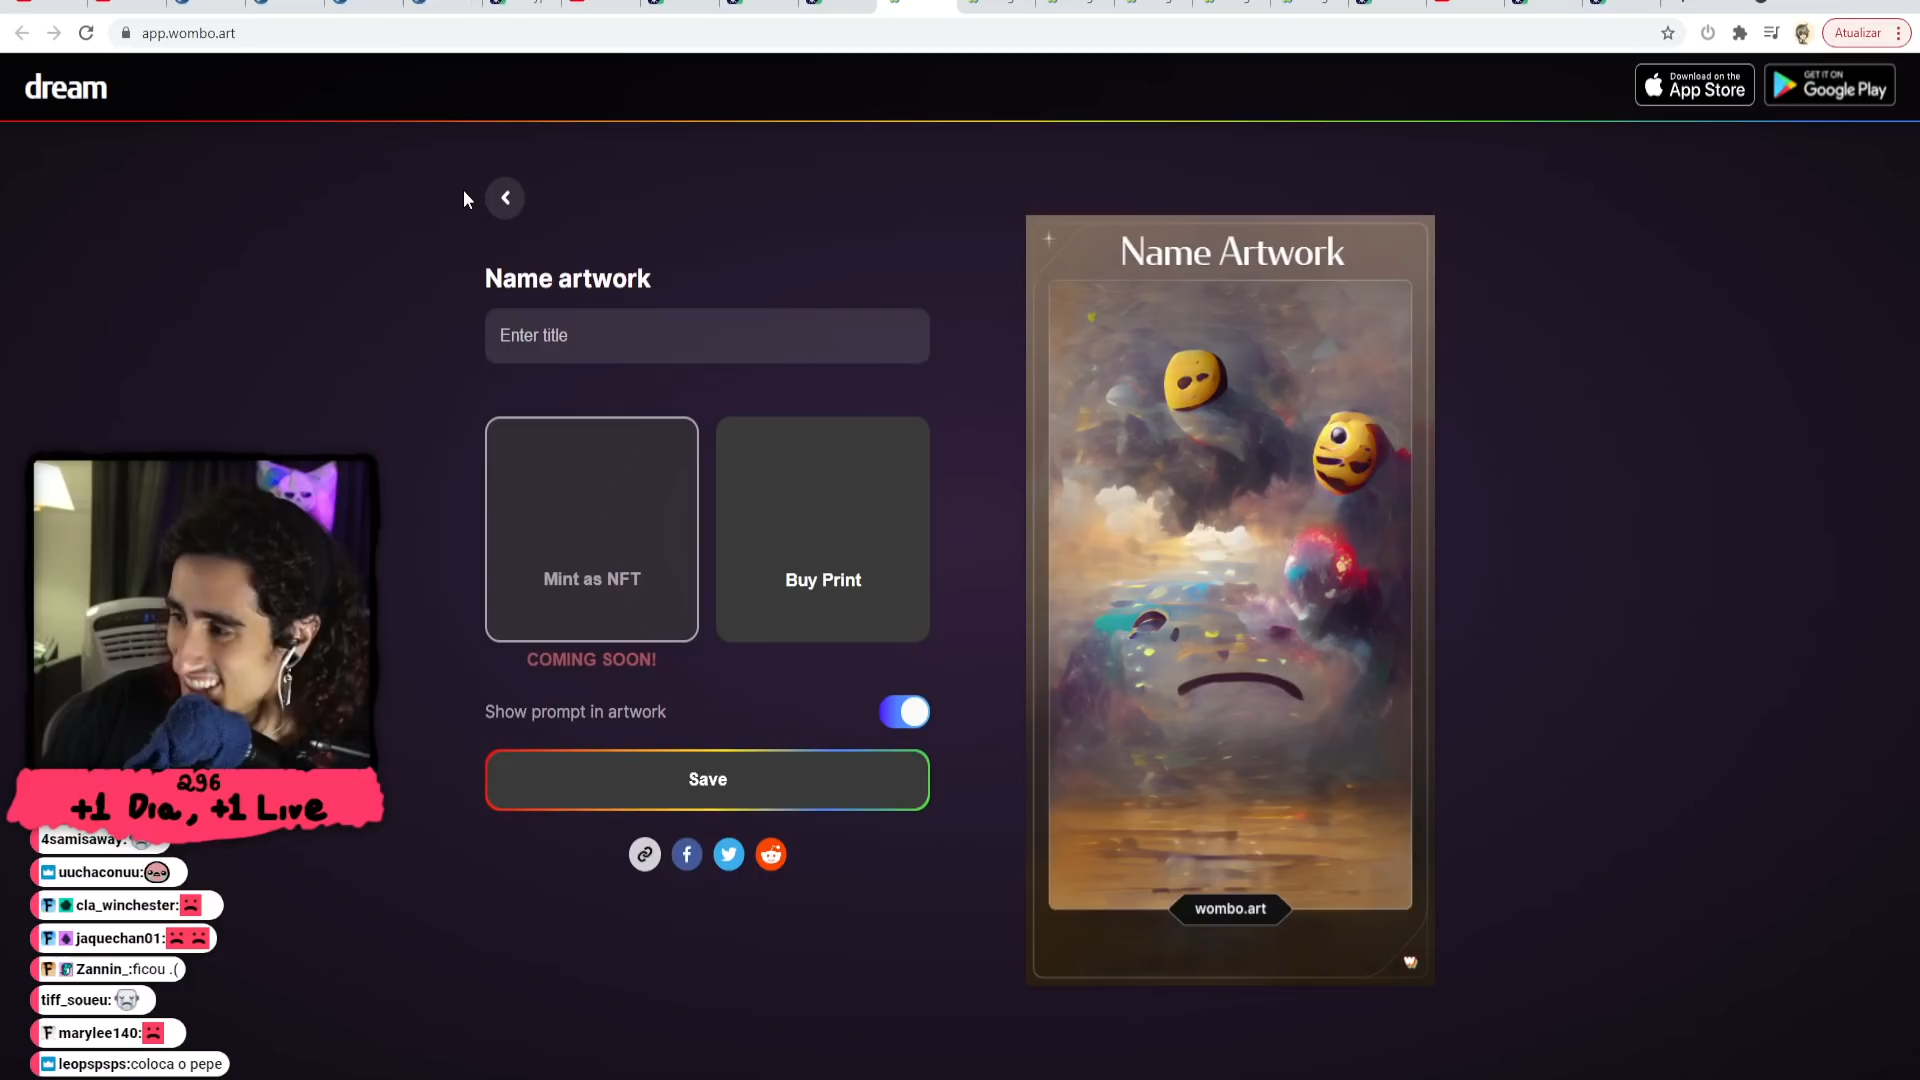 app.wombo.art
Atualizar
dream
Download on the
App Store
GET IT ON
Google Play
Name artwork
Enter title
Mint as NFT
Buy Print
COMING SOON!
Show prompt in artwork
Save
Name Artwork
wombo.art
296
+1 Dia, +1 Live
4samisaway:
uuchaconuu:
cla_winchester:
jaquechan01:
Zannin_:ficou .(
tiff_soueu:
marylee140:
leopspsps:coloca o pepe